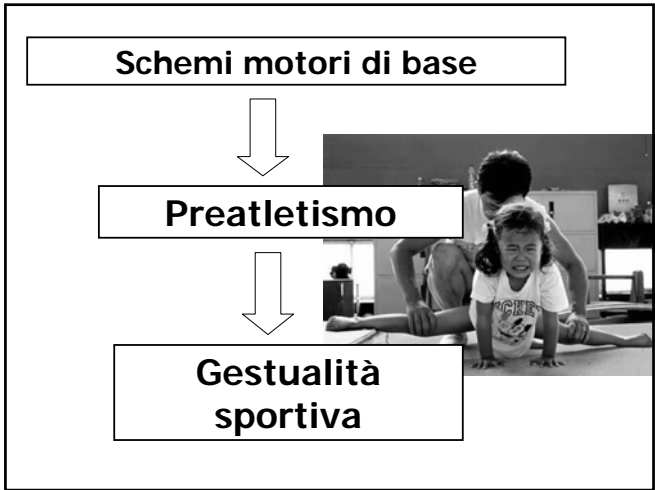 Schemi motori di base
Preatletismo
Gestualità
sportiva